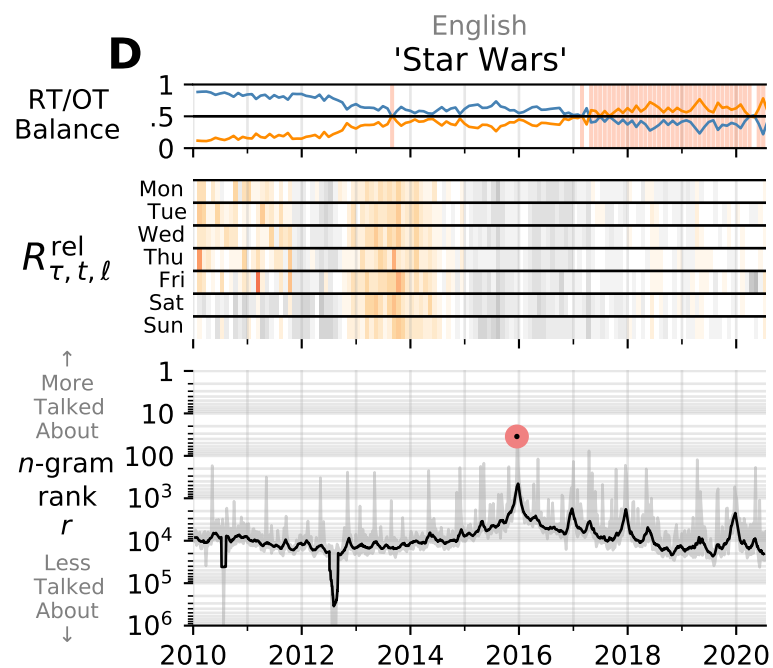 English
D 'Star Wars'
RT/OT
Balance
1
.5
0
R^{rel}_{τ, t, ℓ}
Mon
Tue
Wed
Thu
Fri
Sat
Sun
↑
More
Talked
About
n-gram
rank
r
Less
Talked
About
↓
1
10
100
10³
10⁴
10⁵
10⁶
2010 2012 2014 2016 2018 2020